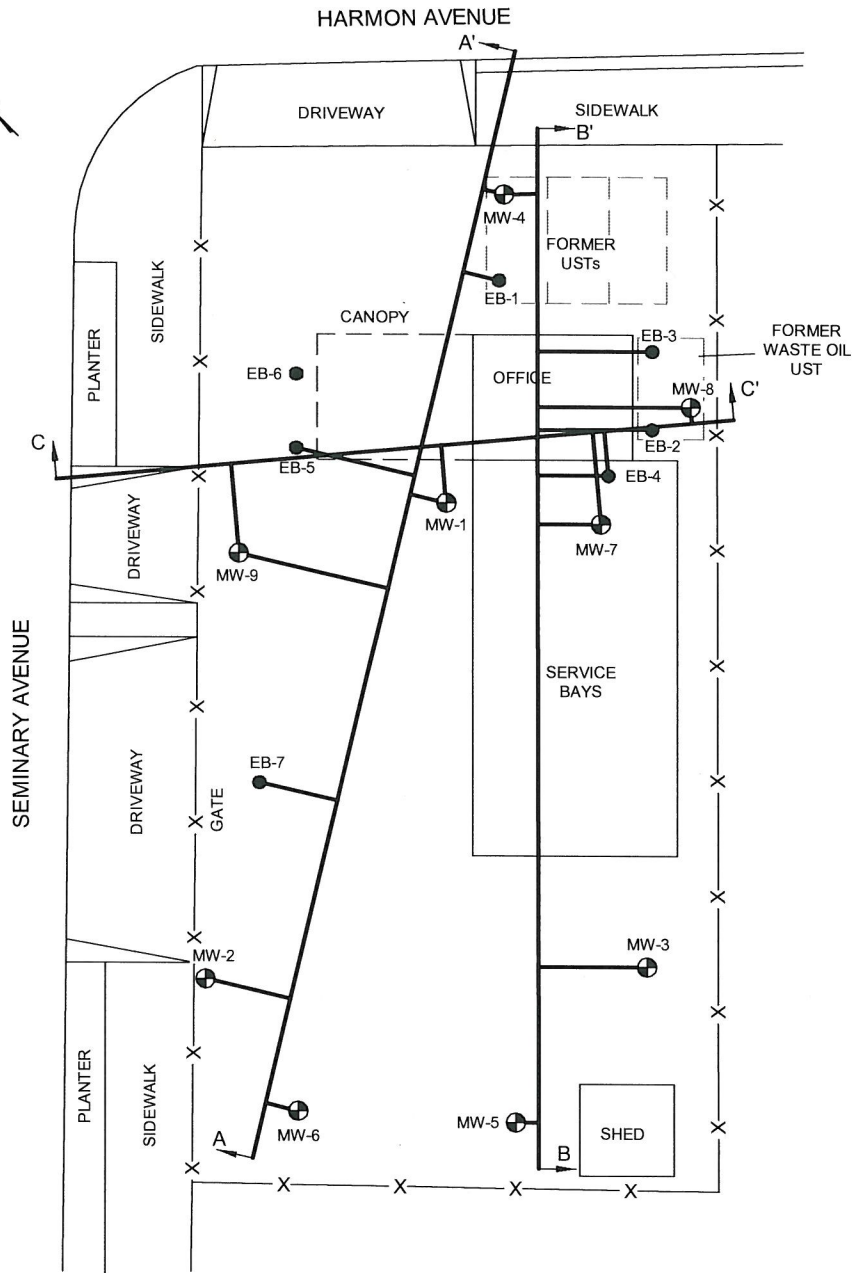 HARMON AVENUE
A'
DRIVEWAY
SIDEWALK
B'
MW-4
FORMER
USTs
EB-1
SIDEWALK
PLANTER
CANOPY
EB-6
OFFICE
EB-3
FORMER
WASTE OIL
UST
MW-8
C'
C
EB-5
EB-2
EB-4
MW-1
MW-7
DRIVEWAY
MW-9
SEMINARY AVENUE
SERVICE
BAYS
EB-7
DRIVEWAY
GATE
MW-2
MW-3
PLANTER
SIDEWALK
A
MW-6
MW-5
SHED
B